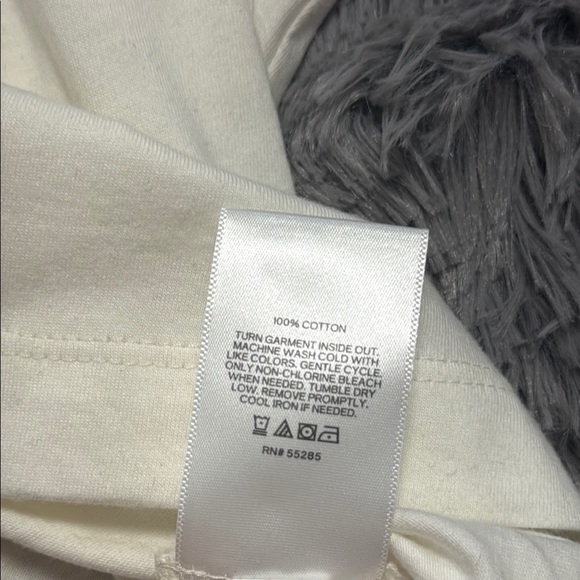 100% COTTON
TURN GARMENT INSIDE OUT.
MACHINE WASH COLD WITH
LIKE COLORS. GENTLE CYCLE.
ONLY NON-CHLORINE BLEACH
WHEN NEEDED. TUMBLE DRY
LOW. REMOVE PROMPTLY.
COOL IRON IF NEEDED.
RN# 55285